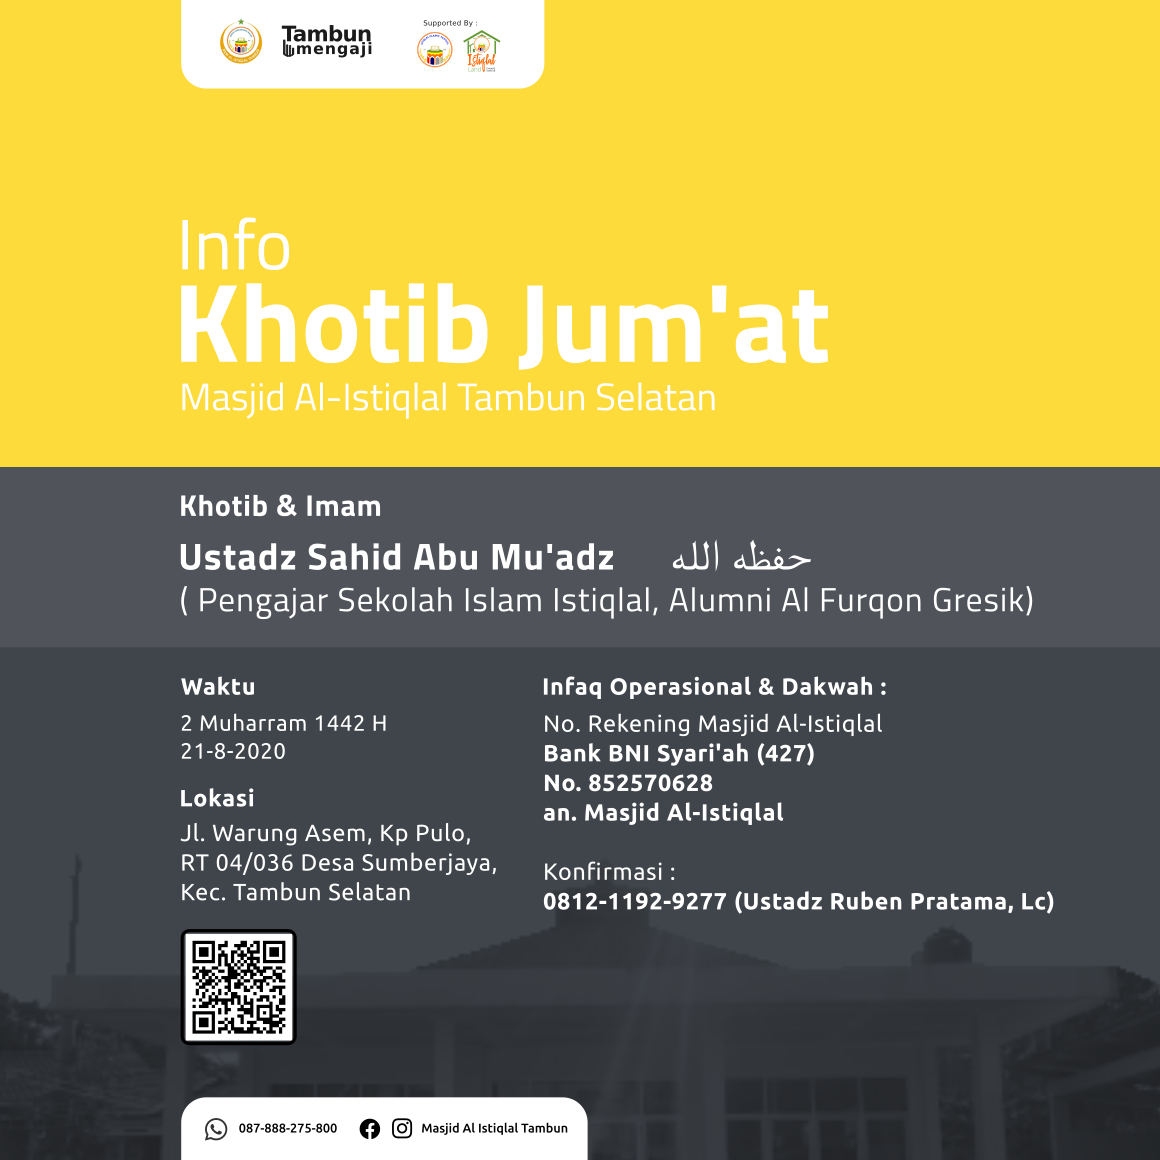 Tambun
mengaji
Supported By :
Istiqlal
Land
Info
Khotib Jum'at
Masjid Al-Istiqlal Tambun Selatan
Khotib & Imam
Ustadz Sahid Abu Mu'adz حفظه الله
( Pengajar Sekolah Islam Istiqlal, Alumni Al Furqon Gresik)
Waktu
2 Muharram 1442 H
21-8-2020
Lokasi
Jl. Warung Asem, Kp Pulo,
RT 04/036 Desa Sumberjaya,
Kec. Tambun Selatan
Infaq Operasional & Dakwah :
No. Rekening Masjid Al-Istiqlal
Bank BNI Syari'ah (427)
No. 852570628
an. Masjid Al-Istiqlal
Konfirmasi :
0812-1192-9277 (Ustadz Ruben Pratama, Lc)
087-888-275-800
Masjid Al Istiqlal Tambun